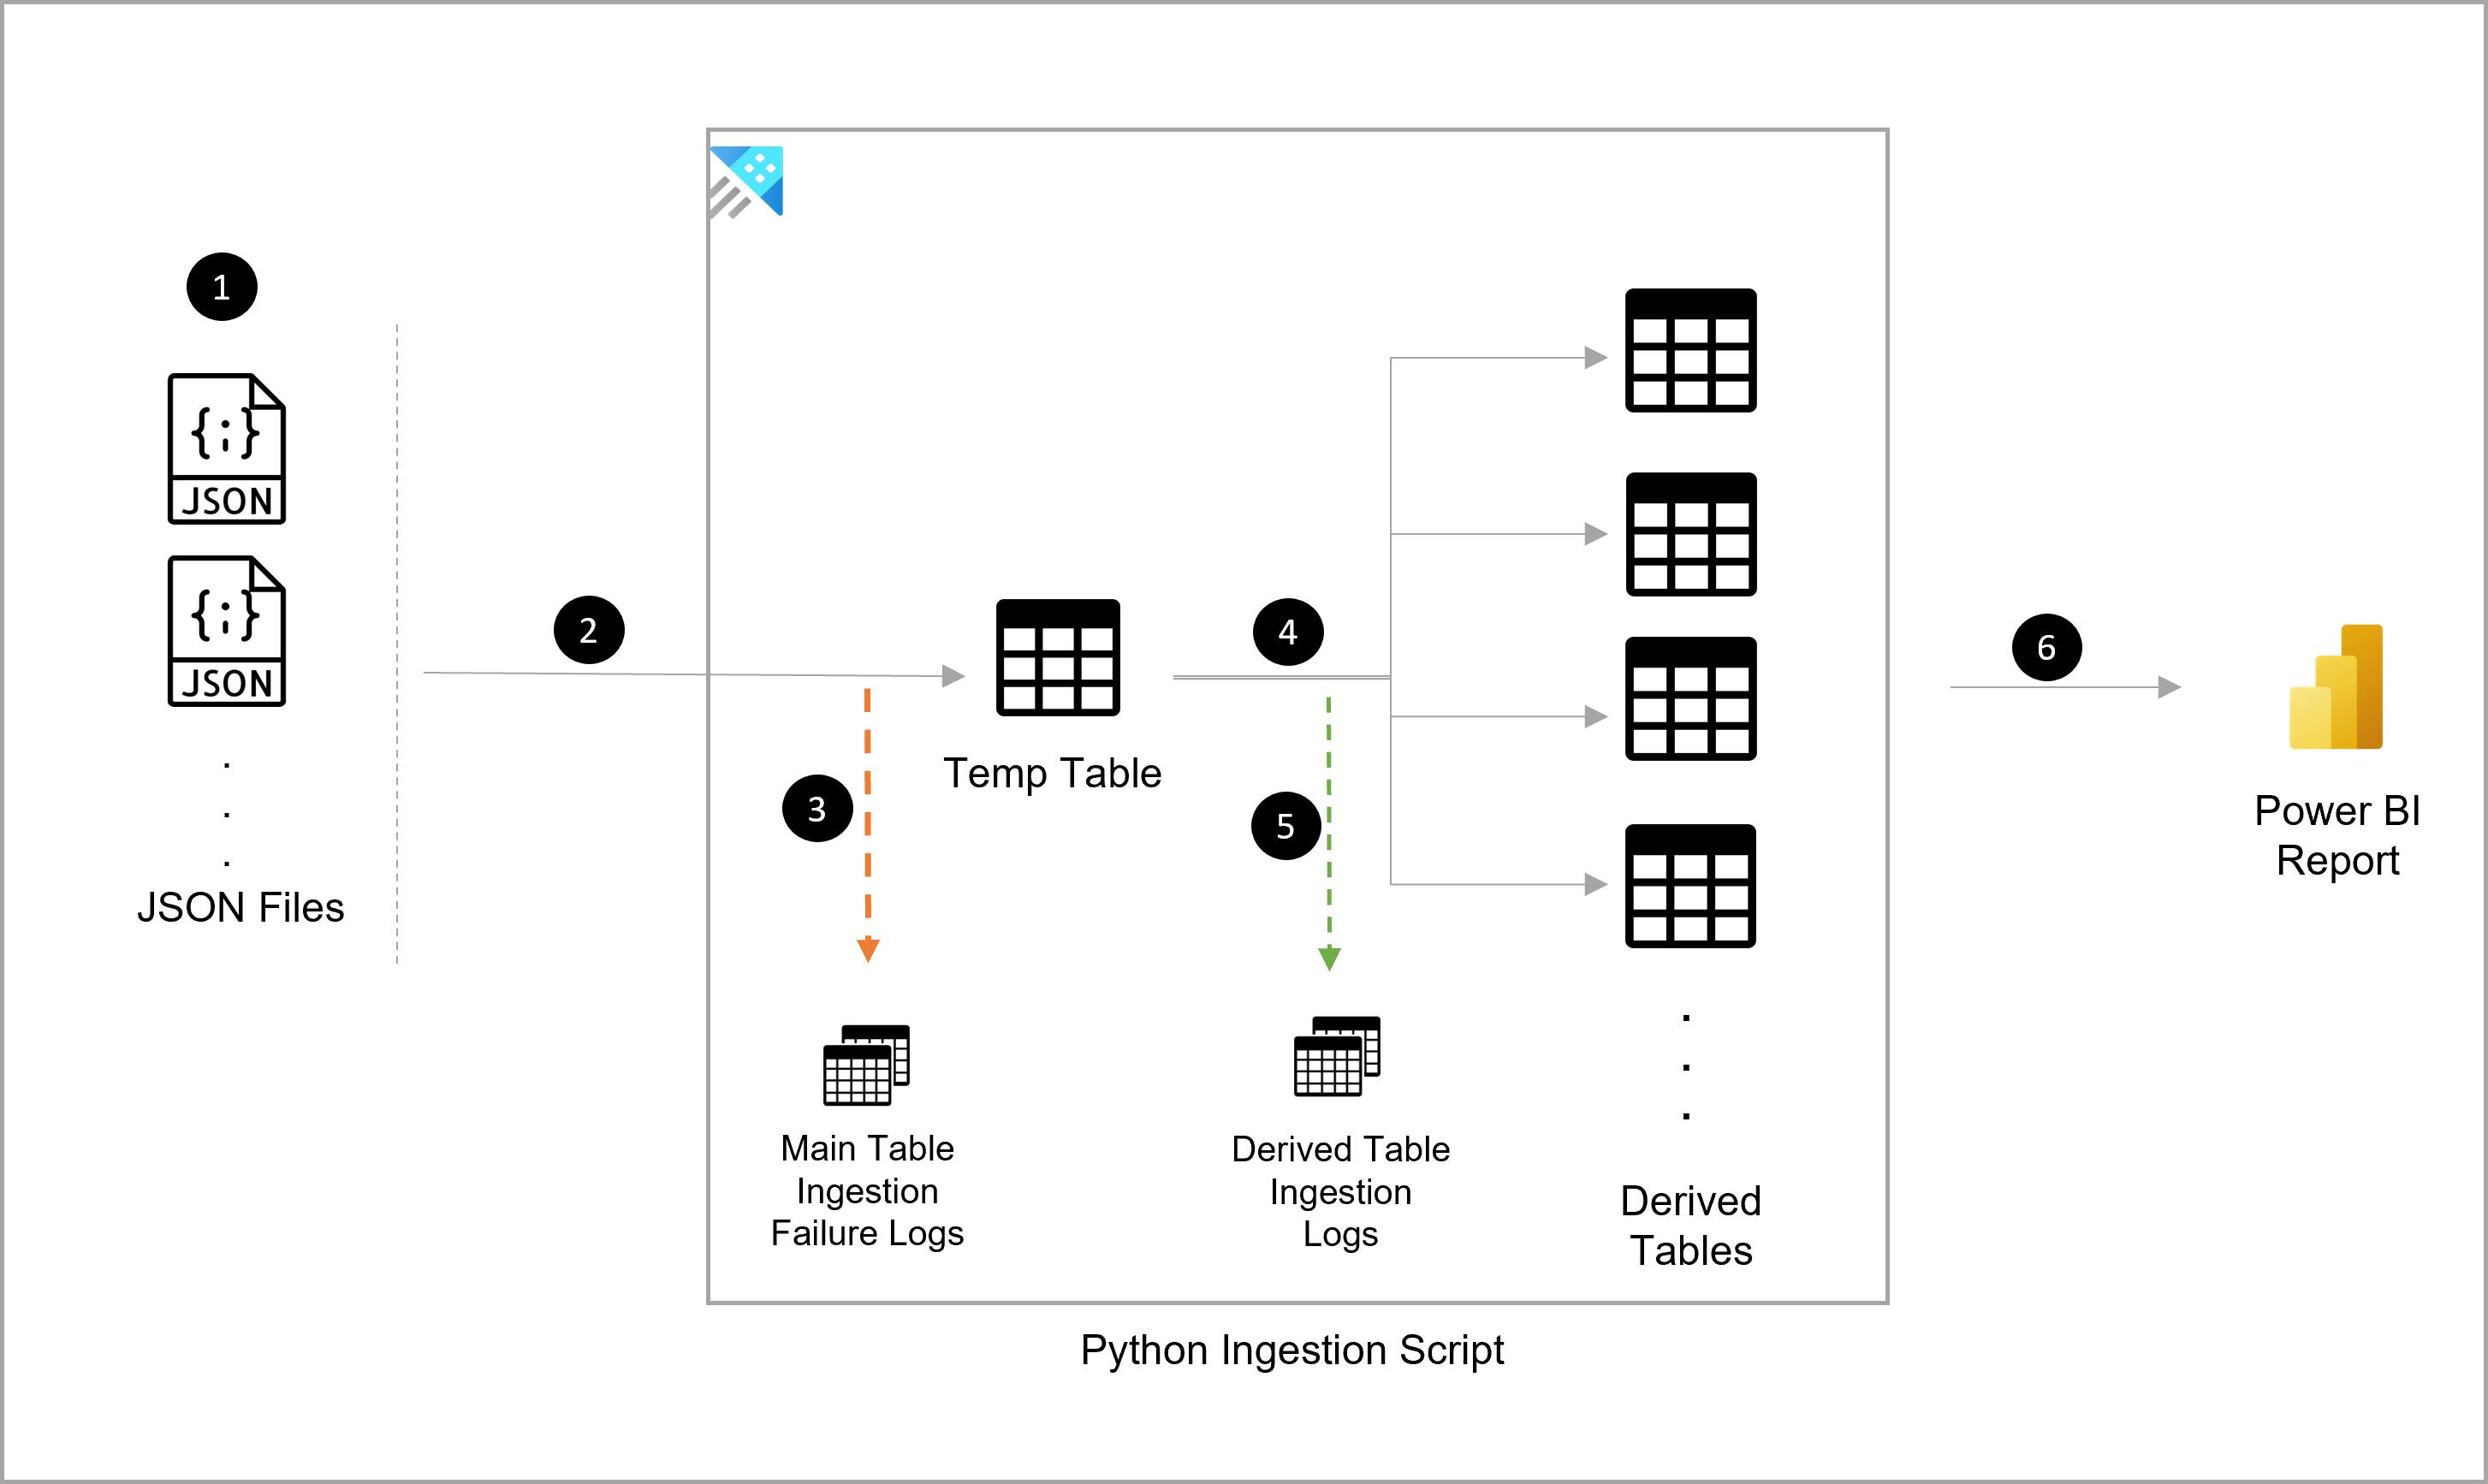 1
JSON
JSON
JSON Files
2
3
Temp Table
4
5
6
Main Table
Ingestion
Failure Logs
Derived Table
Ingestion
Logs
Derived
Tables
Power BI
Report
Python Ingestion Script